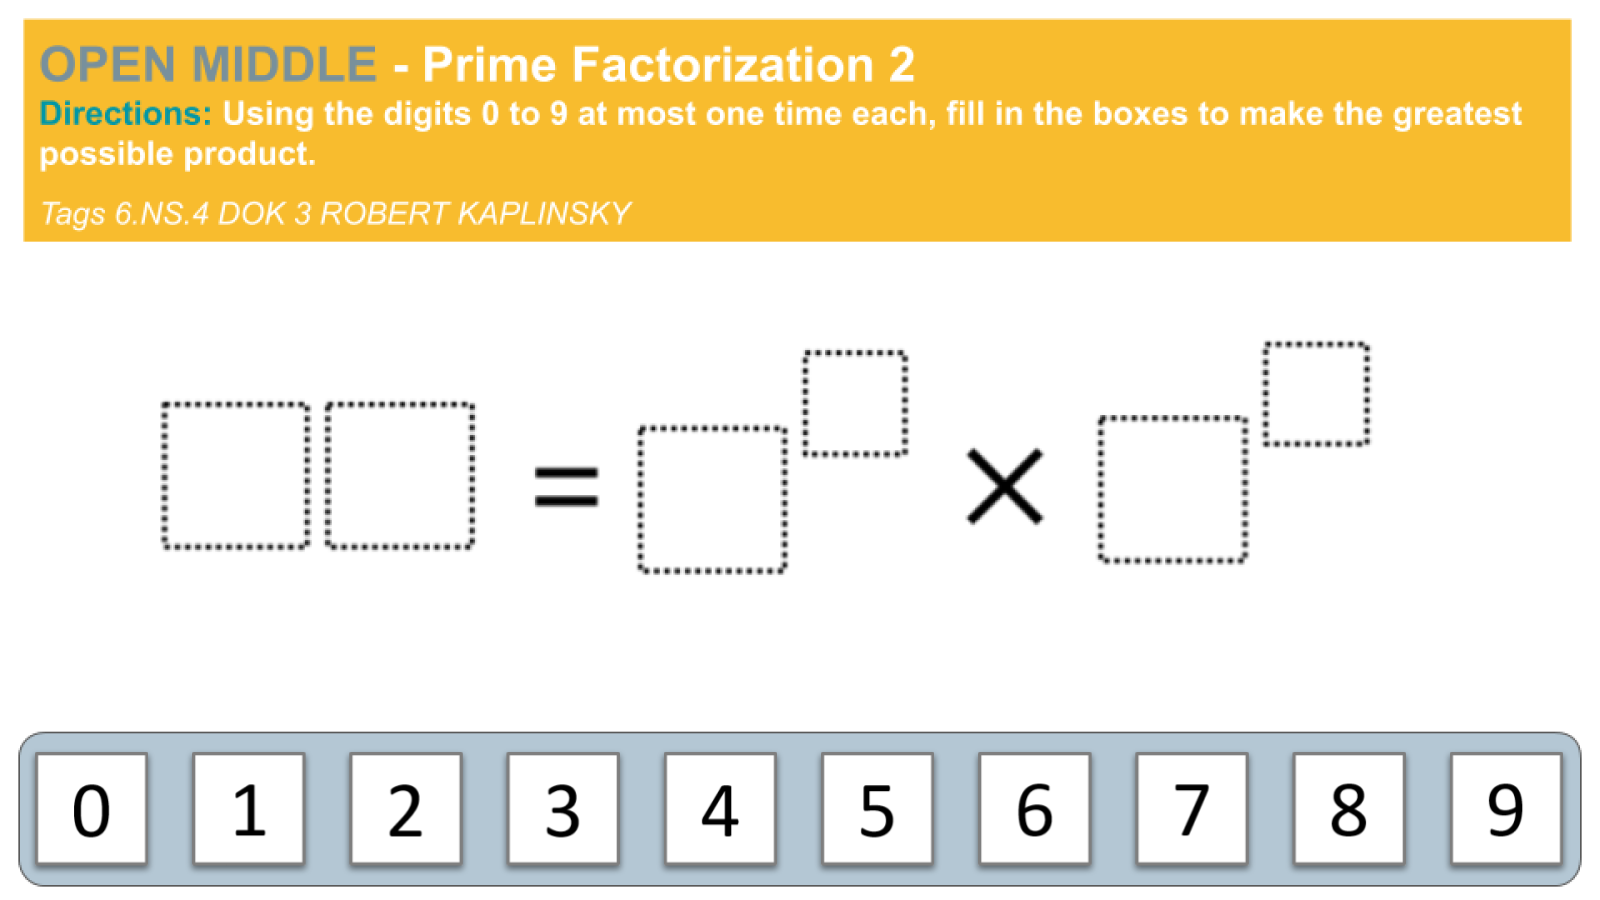 OPEN MIDDLE - Prime Factorization 2
Directions: Using the digits 0 to 9 at most one time each, fill in the boxes to make the greatest
possible product.
Tags 6.NS.4 DOK 3 ROBERT KAPLINSKY
= ×
0 1 2 3 4 5 6 7 8 9